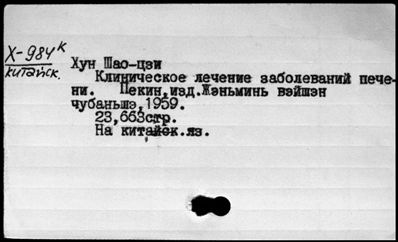 Х-984к
китайск.
Хун Шао-цзи
Клиническое лечение заболеваний пече-
ни. Пекин,изд.Жэньминь вэйшэн
чубаньшэ,1959.
23,663стр.
На китайск.яз.